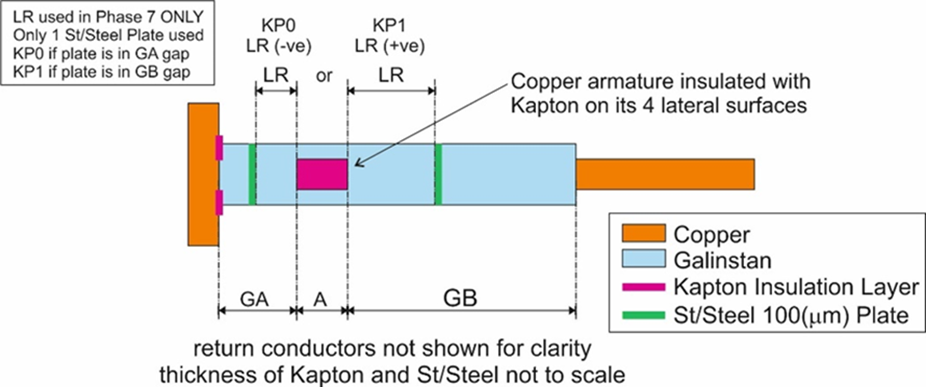 LR used in Phase 7 ONLY
Only 1 St/Steel Plate used
KP0 if plate is in GA gap
KP1 if plate is in GB gap
KP0
LR (-ve)
LR
or
KP1
LR (+ve)
LR
Copper armature insulated with
Kapton on its 4 lateral surfaces
Copper
Galinstan
Kapton Insulation Layer
St/Steel 100(μm) Plate
GA
A
GB
return conductors not shown for clarity
thickness of Kapton and St/Steel not to scale